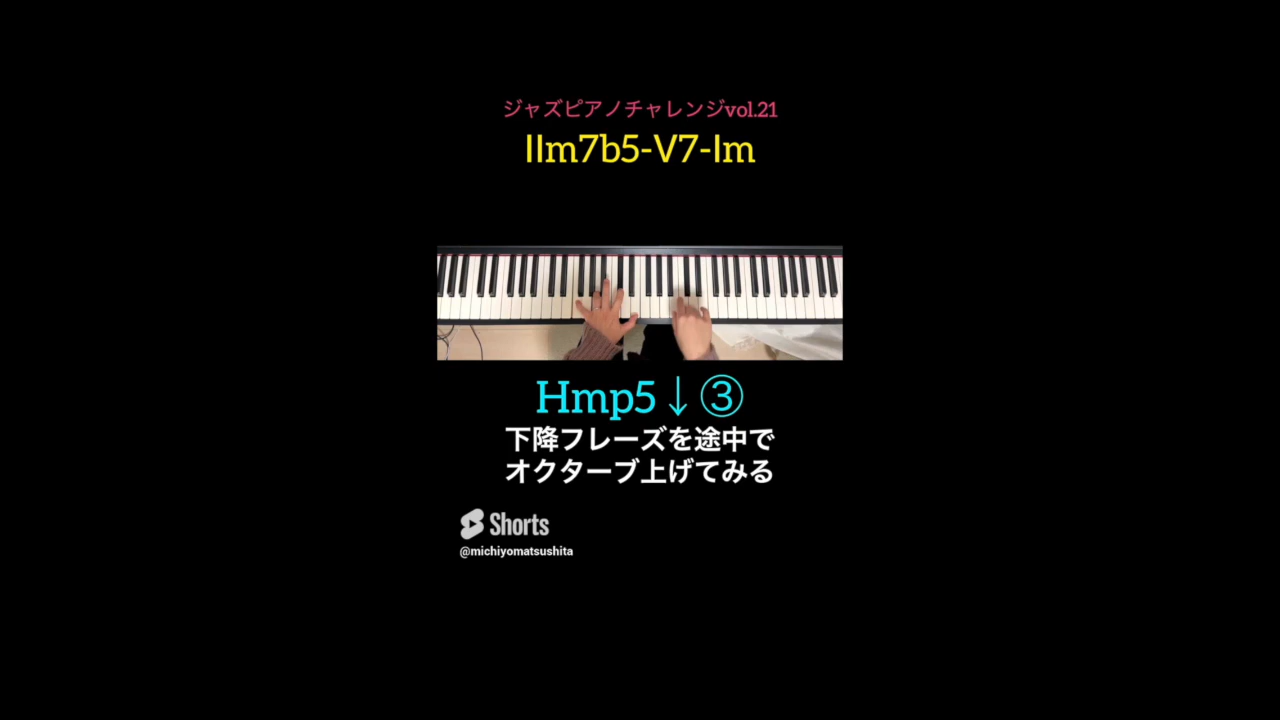 ジャズピアノチャレンジvol.21
IIm7b5-V7-Im
Hmp5↓③
下降フレーズを途中で
オクターブ上げてみる
Shorts
@michiyomatsushita